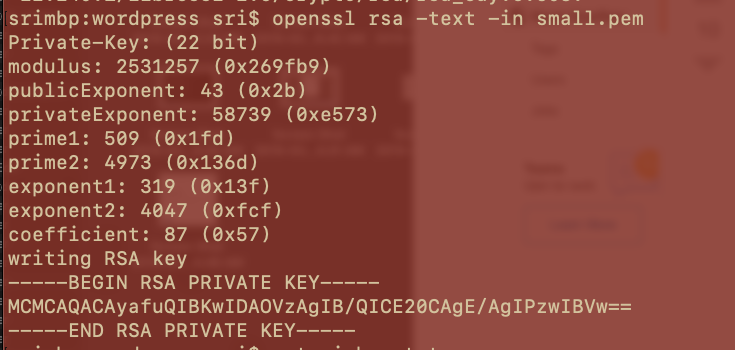 srimbp:wordpress sri$ openssl rsa -text -in small.pem
Private-Key: (22 bit)
modulus: 2531257 (0x269fb9)
publicExponent: 43 (0x2b)
privateExponent: 58739 (0xe573)
prime1: 509 (0x1fd)
prime2: 4973 (0x136d)
exponent1: 319 (0x13f)
exponent2: 4047 (0xfcf)
coefficient: 87 (0x57)
writing RSA key
-----BEGIN RSA PRIVATE KEY-----
MCMCAQACAyafuQIBKwIDAOVzAgIB/QICE20CAgE/AgIPzwIBVw==
-----END RSA PRIVATE KEY-----